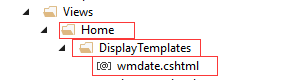 Views
Home
DisplayTemplates
[@] wmdate.cshtml